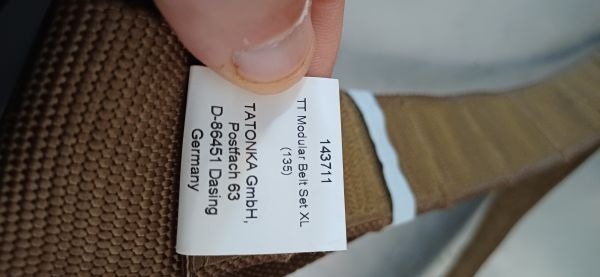 143711
TT Modular Belt Set XL
(135)
TATONKA GmbH,
Postfach 63
D-86451 Dasing
Germany